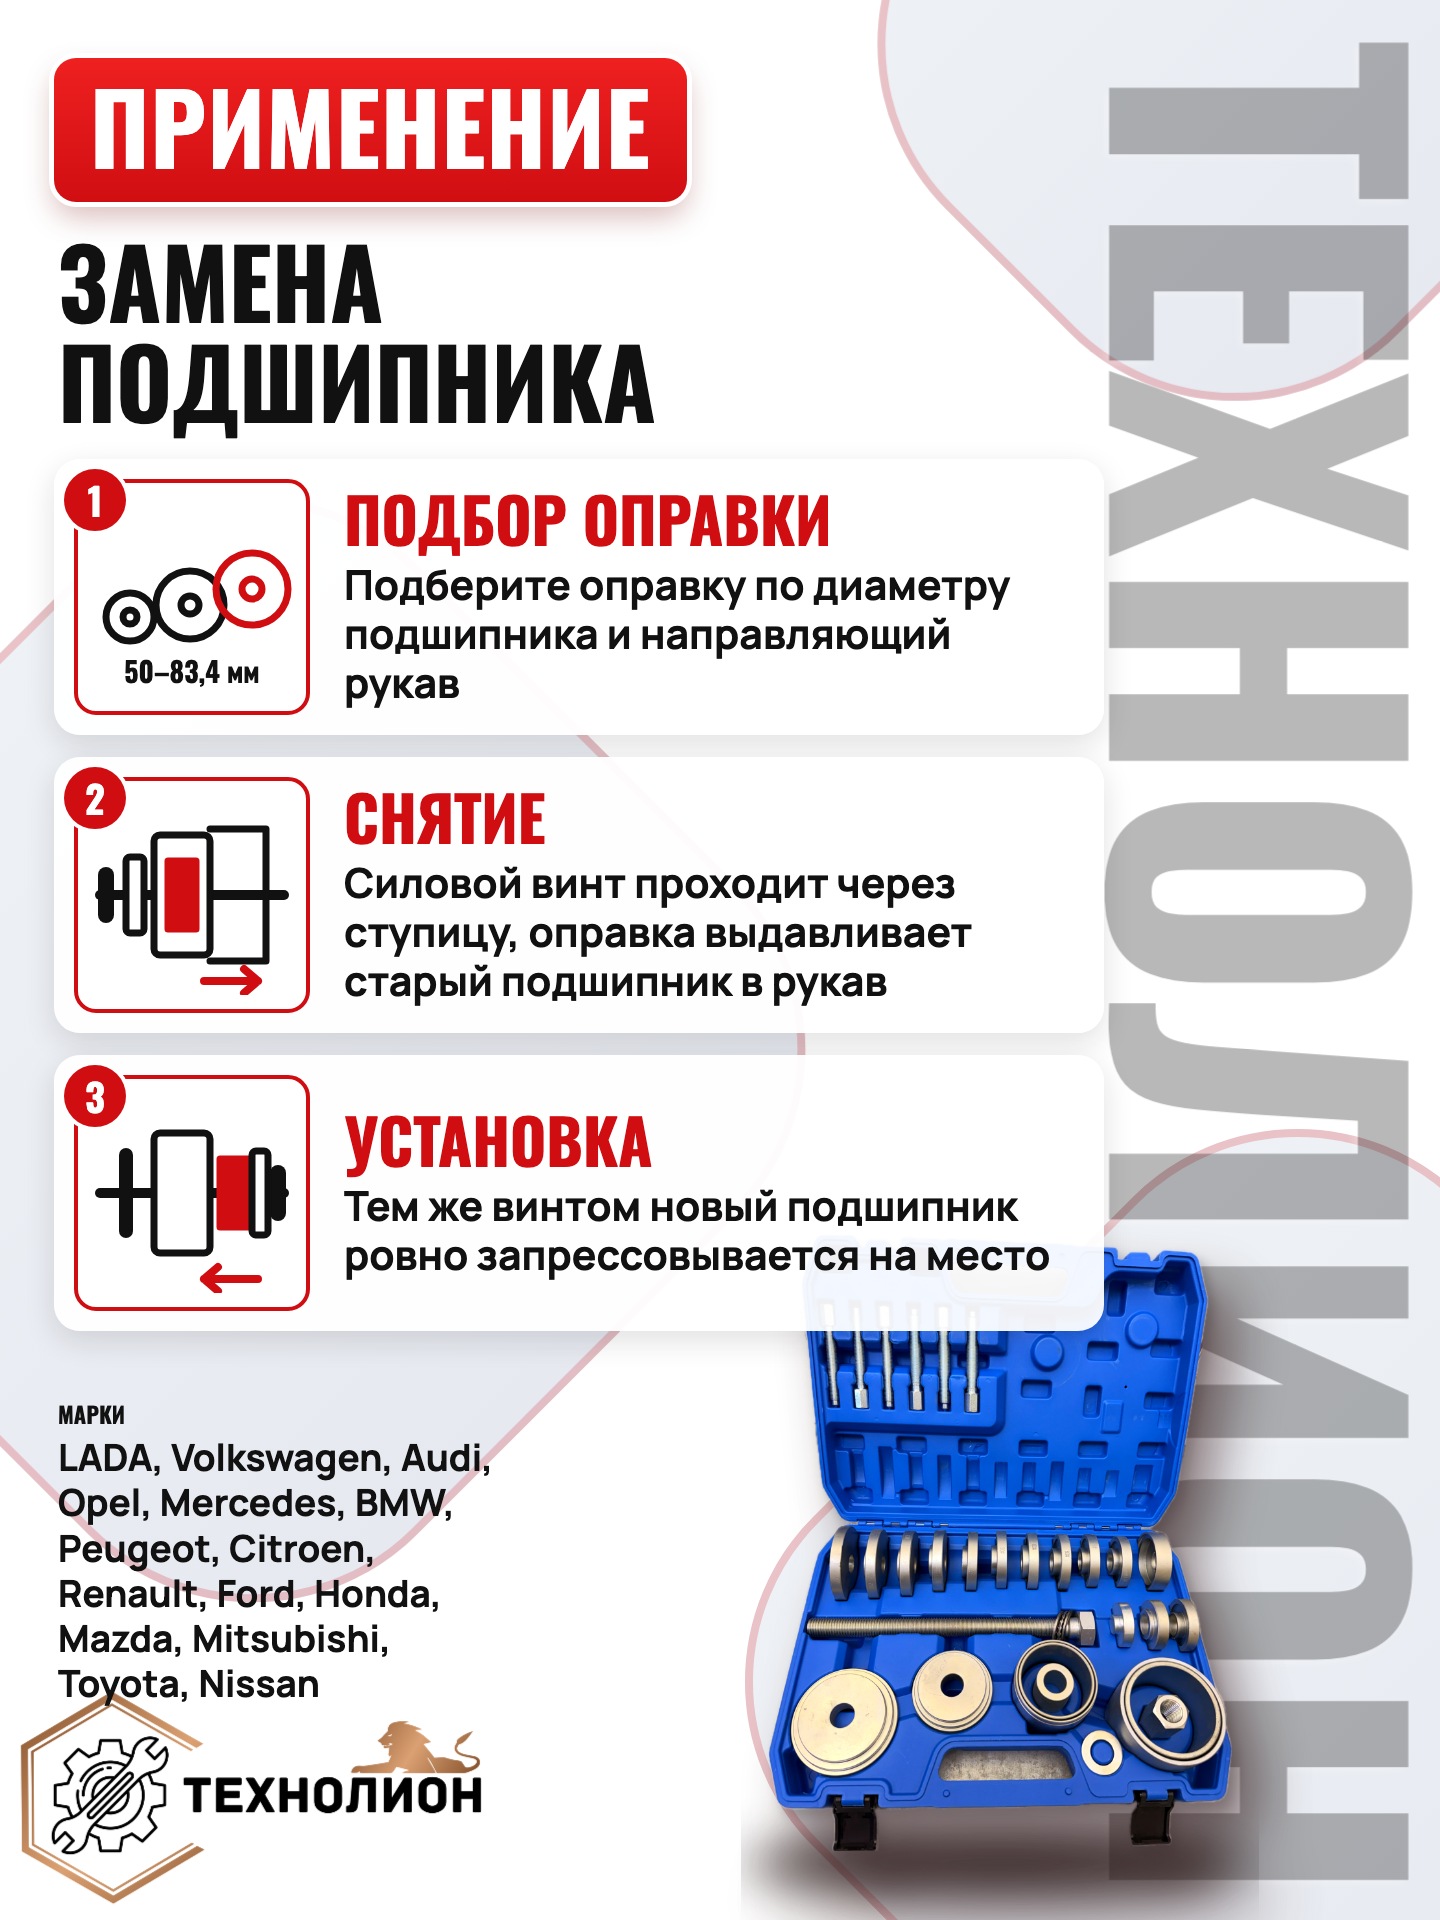 ПРИМЕНЕНИЕ
ЗАМЕНА
ПОДШИПНИКА
1
50–83,4 мм
ПОДБОР ОПРАВКИ
Подберите оправку по диаметру
подшипника и направляющий
рукав
2
СНЯТИЕ
Силовой винт проходит через
ступицу, оправка выдавливает
старый подшипник в рукав
3
УСТАНОВКА
Тем же винтом новый подшипник
ровно запрессовывается на место
МАРКИ
LADA, Volkswagen, Audi,
Opel, Mercedes, BMW,
Peugeot, Citroen,
Renault, Ford, Honda,
Mazda, Mitsubishi,
Toyota, Nissan
ТЕХНОЛИОН
ТЕХНОЛИОН